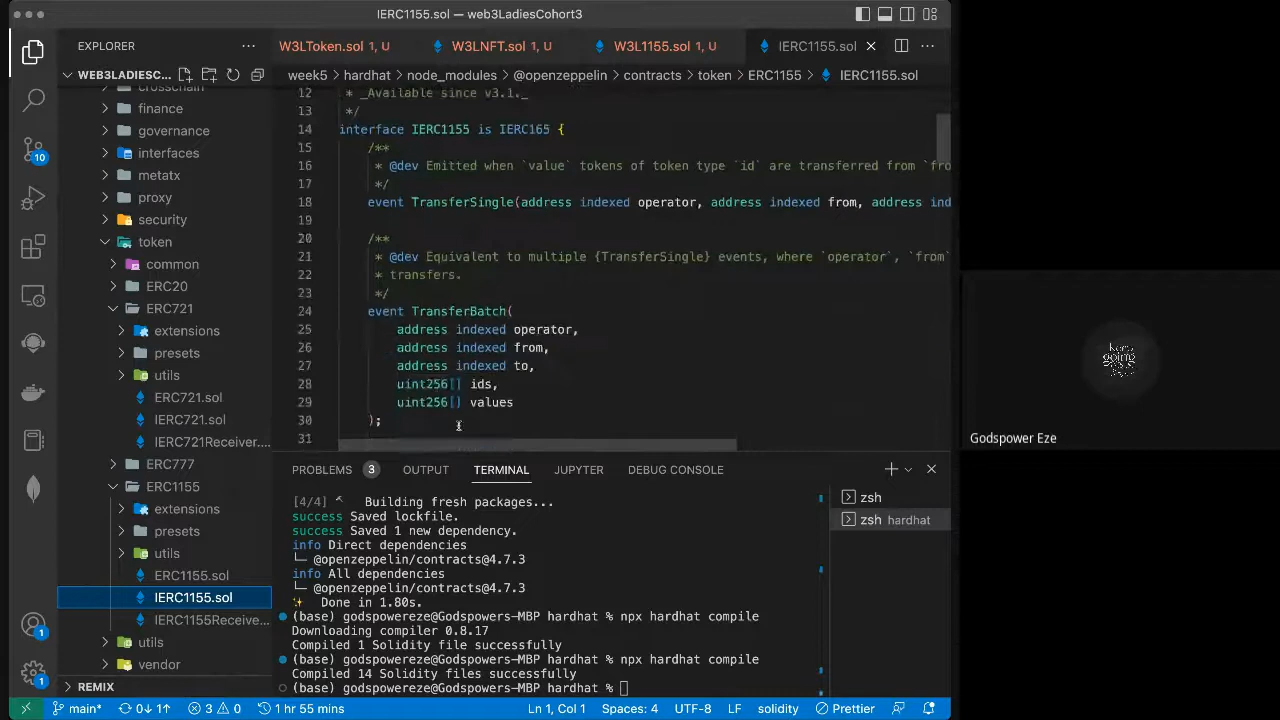 IERC1155.sol — web3LadiesCohort3
EXPLORER
W3LToken.sol 1, U
W3LNFT.sol 1, U
W3L1155.sol 1, U
IERC1155.sol
WEB3LADIESC...
week5 > hardhat > node_modules > @openzeppelin > contracts > token > ERC1155 > IERC1155.sol
crosschain
finance
governance
interfaces
metatx
proxy
security
token
common
ERC20
ERC721
extensions
presets
utils
ERC721.sol
IERC721.sol
IERC721Receiver....
ERC777
ERC1155
extensions
presets
utils
ERC1155.sol
IERC1155.sol
IERC1155Receive...
utils
vendor
REMIX
12 * _Available since v3.1._
13 */
14 interface IERC1155 is IERC165 {
15 /**
16 * @dev Emitted when `value` tokens of token type `id` are transferred from `fro
17 */
18 event TransferSingle(address indexed operator, address indexed from, address ind
19
20 /**
21 * @dev Equivalent to multiple {TransferSingle} events, where `operator`, `from`
22 * transfers.
23 */
24 event TransferBatch(
25 address indexed operator,
26 address indexed from,
27 address indexed to,
28 uint256[] ids,
29 uint256[] values
30 );
31
PROBLEMS 3 OUTPUT TERMINAL JUPYTER DEBUG CONSOLE
[4/4] Building fresh packages...
success Saved lockfile.
success Saved 1 new dependency.
info Direct dependencies
└─ @openzeppelin/contracts@4.7.3
info All dependencies
└─ @openzeppelin/contracts@4.7.3
✨ Done in 1.80s.
(base) godspowereze@Godspowers-MBP hardhat % npx hardhat compile
Downloading compiler 0.8.17
Compiled 1 Solidity file successfully
(base) godspowereze@Godspowers-MBP hardhat % npx hardhat compile
Compiled 14 Solidity files successfully
(base) godspowereze@Godspowers-MBP hardhat %
zsh
zsh hardhat
10
1
1
main* 0↓ 1↑ 3 0 1 hr 55 mins Ln 1, Col 1 Spaces: 4 UTF-8 LF solidity Prettier
keep
going
Godspower Eze